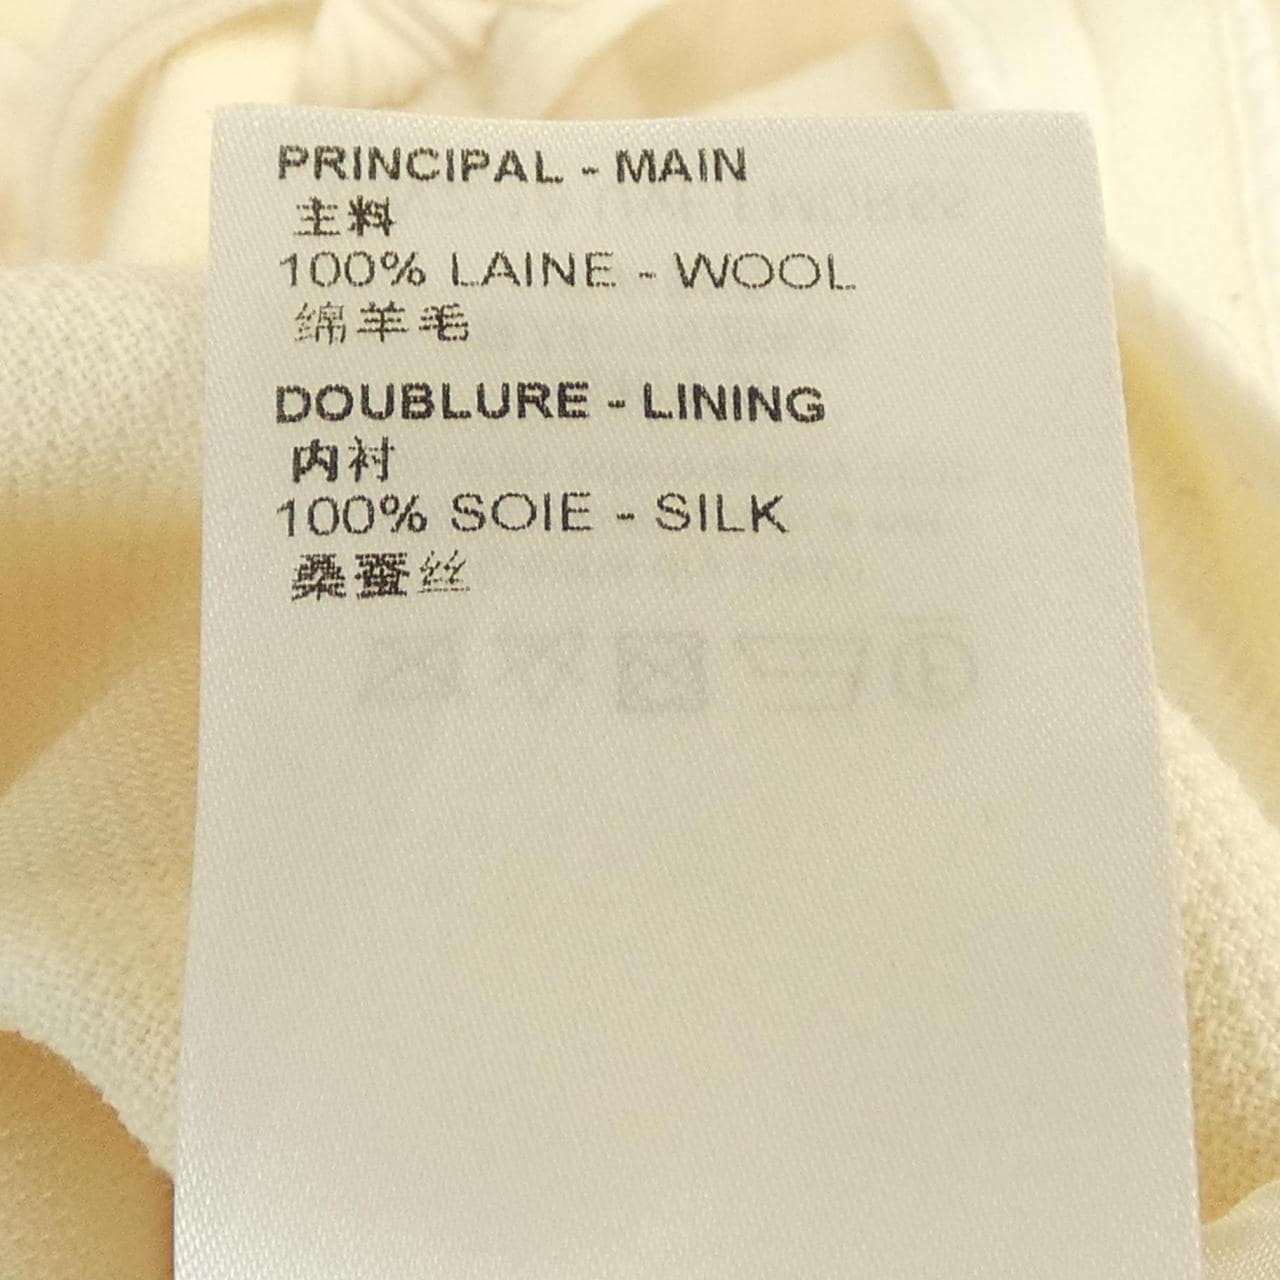 PRINCIPAL - MAIN
主料
100% LAINE - WOOL
绵羊毛
DOUBLURE - LINING
内衬
100% SOIE - SILK
桑蚕丝